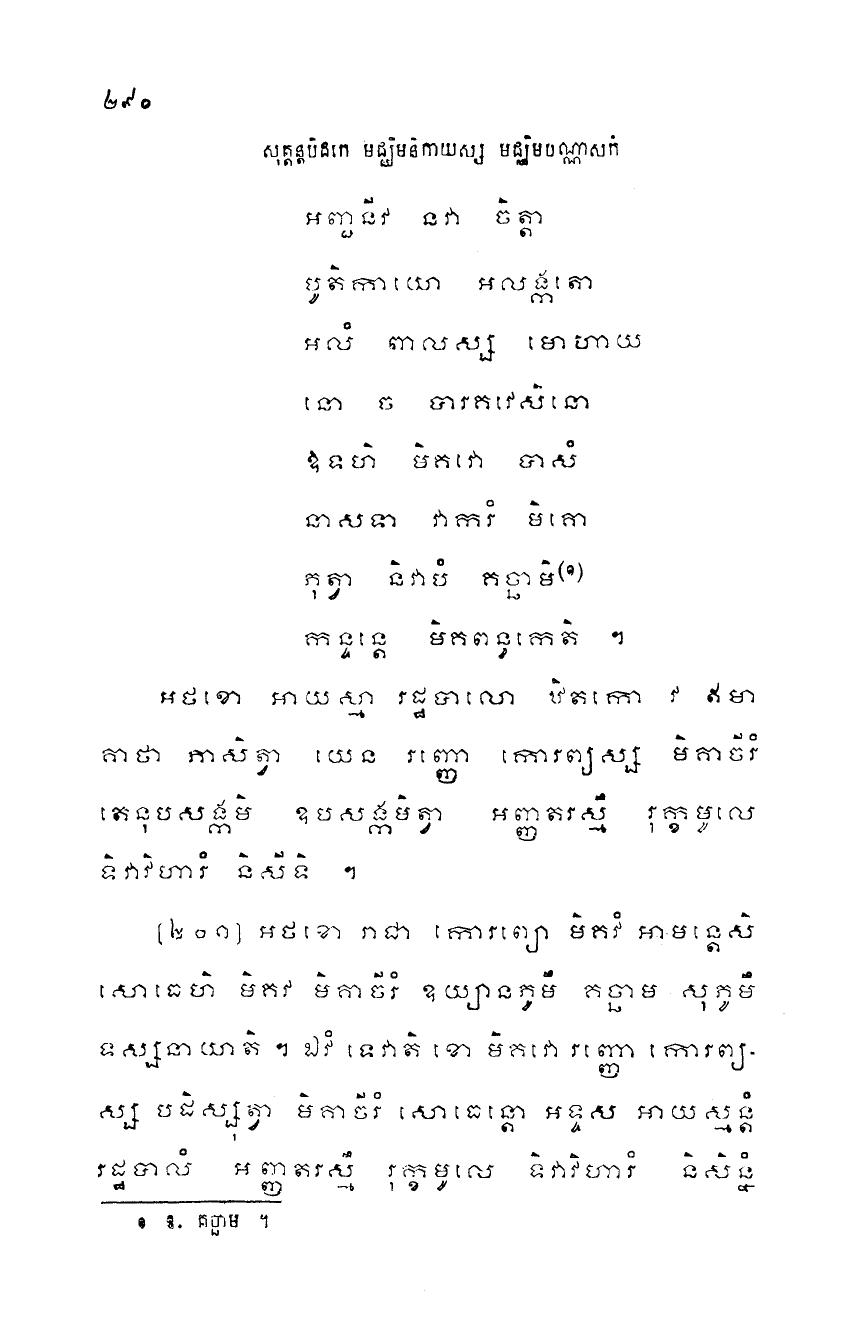 ២៩០
សុត្តន្តបិដកេ មជ្ឈិមនិកាយស្ស មជ្ឈិមបណ្ណាសកំ
អញ្ជនីវ នវា ចិត្តា
បូតិកាយោ អលង្កតោ
អលំ ពាលស្ស មោហាយ
នោ ច បារគវេសិនោ
ឱទហិ មិគវោ បាសំ
នាសទា វាករំ មិគោ
ភុត្វា និវាបំ គច្ឆាមិ(១)
កន្ទន្តេ មិគពន្ធកេតិ ។
អថខោ អាយស្មា រដ្ឋបាលោ ឋិតកោ វ ឥមា
គាថា ភាសិត្វា យេន រញ្ញោ កោរព្យស្ស មិគាចីរំ
តេនុបសង្កមិ ឧបសង្កមិត្វា អញ្ញតរស្មឹ រុក្ខមូលេ
ទិវាវិហារំ និសីទិ ។
[២០៣] អថខោ រាជា កោរព្យោ មិគវំ អាមន្តេសិ
សោធេហិ មិគវ មិគាចីរំ ឧយ្យានភូមឹ គច្ឆាម សុភូមឹ
ទស្សនាយាតិ ។ ឯវំ ទេវាតិ ខោ មិគវោ រញ្ញោ កោរព្យ-
ស្ស បដិស្សុត្វា មិគាចីរំ សោធេន្តោ អទ្ទស អាយស្មន្តំ
រដ្ឋបាលំ អញ្ញតរស្មឹ រុក្ខមូលេ ទិវាវិហារំ និសិន្នំ
១ ឱ. គច្ឆាម ។